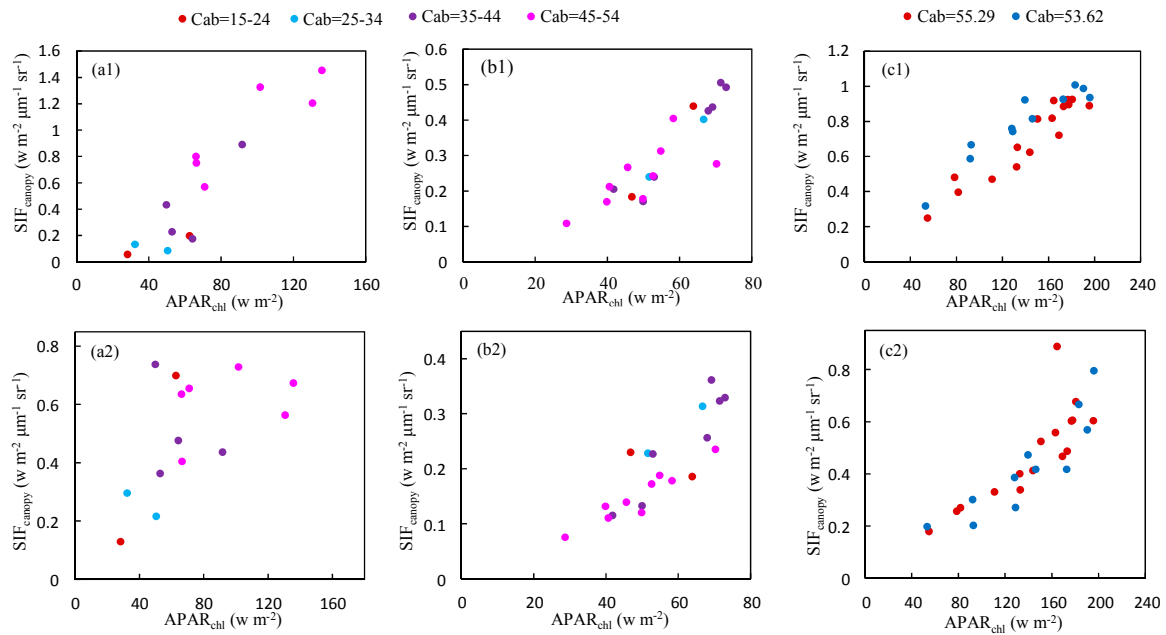 Cab=15-24 Cab=25-34 Cab=35-44 Cab=45-54 Cab=55.29 Cab=53.62
(a1)
SIFcanopy (w m-2 µm-1 sr-1)
1.6
1.4
1.2
1
0.8
0.6
0.4
0.2
0
0 40 80 120 160
APARchl (w m-2)
(b1)
SIFcanopy (w m-2 µm-1 sr-1)
0.6
0.5
0.4
0.3
0.2
0.1
0
0 20 40 60 80
APARchl (w m-2)
(c1)
SIFcanopy (w m-2 µm-1 sr-1)
1.2
1
0.8
0.6
0.4
0.2
0
0 40 80 120 160 200 240
APARchl (w m-2)
(a2)
SIFcanopy (w m-2 µm-1 sr-1)
0.8
0.6
0.4
0.2
0
0 40 80 120 160
APARchl (w m-2)
(b2)
SIFcanopy (w m-2 µm-1 sr-1)
0.4
0.3
0.2
0.1
0
0 20 40 60 80
APARchl (w m-2)
(c2)
SIFcanopy (w m-2 µm-1 sr-1)
0.8
0.6
0.4
0.2
0
0 40 80 120 160 200 240
APARchl (w m-2)